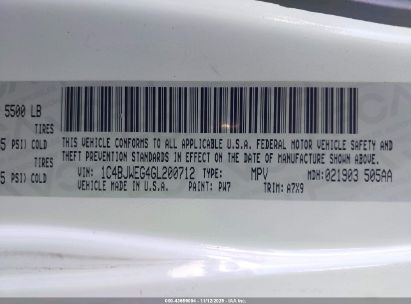 5500 LB
TIRES
5 PSI) COLD
TIRES
5 PSI) COLD
THIS VEHICLE CONFORMS TO ALL APPLICABLE U.S.A. FEDERAL MOTOR VEHICLE SAFETY AND
THEFT PREVENTION STANDARDS IN EFFECT ON THE DATE OF MANUFACTURE SHOWN ABOVE.
VIN: 1C4BJWEG4GL200712 TYPE: MPV MDH: 021903 505AA
VEHICLE MADE IN U.S.A. PAINT: PW7 TRIM: A7X9